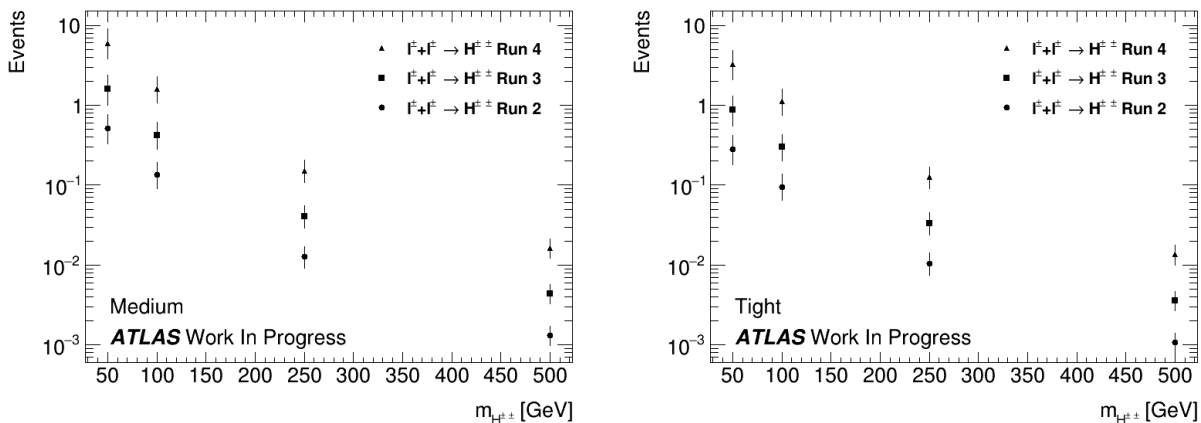 Events
10
1
10⁻¹
10⁻²
10⁻³
l± + l± → H±± Run 4
l± + l± → H±± Run 3
l± + l± → H±± Run 2
Medium
ATLAS Work In Progress
50 100 150 200 250 300 350 400 450 500
m_H±± [GeV]
Events
10
1
10⁻¹
10⁻²
10⁻³
l± + l± → H±± Run 4
l± + l± → H±± Run 3
l± + l± → H±± Run 2
Tight
ATLAS Work In Progress
50 100 150 200 250 300 350 400 450 500
m_H±± [GeV]